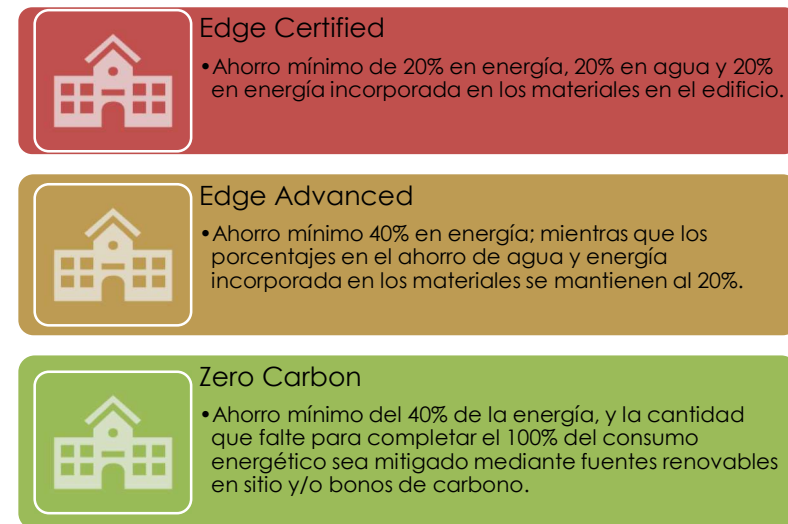 Edge Certified
•Ahorro mínimo de 20% en energía, 20% en agua y 20%
en energía incorporada en los materiales en el edificio.
Edge Advanced
•Ahorro mínimo 40% en energía; mientras que los
porcentajes en el ahorro de agua y energía
incorporada en los materiales se mantienen al 20%.
Zero Carbon
•Ahorro mínimo del 40% de la energía, y la cantidad
que falte para completar el 100% del consumo
energético sea mitigado mediante fuentes renovables
en sitio y/o bonos de carbono.